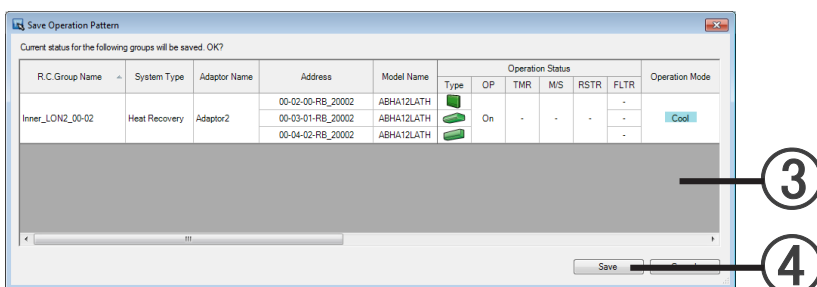 Save Operation Pattern
Current status for the following groups will be saved. OK?
R.C.Group Name System Type Adaptor Name Address Model Name Operation Status Operation Mode
Type OP TMR M/S RSTR FLTR
00-02-00-RB_20002 ABHA12LATH -
Inner_LON2_00-02 Heat Recovery Adaptor2 00-03-01-RB_20002 ABHA12LATH On - - - - Cool
00-04-02-RB_20002 ABHA12LATH -
③
Save
④